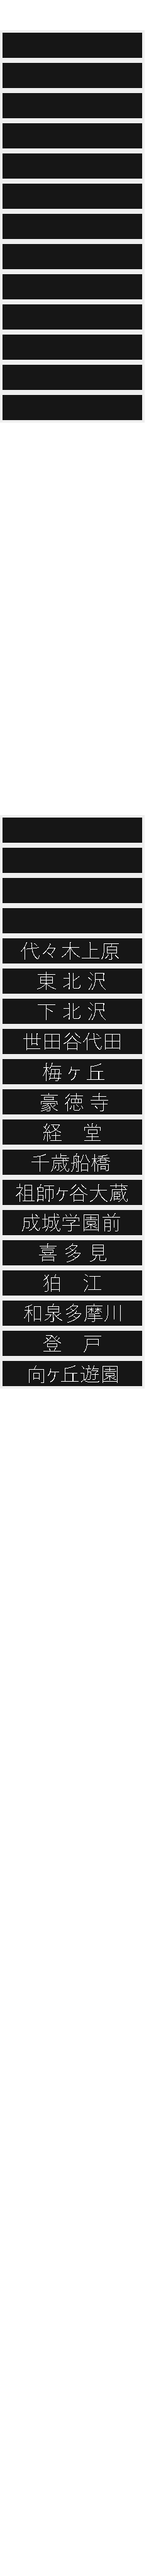 代々木上原
東北沢
下北沢
世田谷代田
梅ヶ丘
豪徳寺
経　堂
千歳船橋
祖師ヶ谷大蔵
成城学園前
喜多見
狛　江
和泉多摩川
登　戸
向ヶ丘遊園